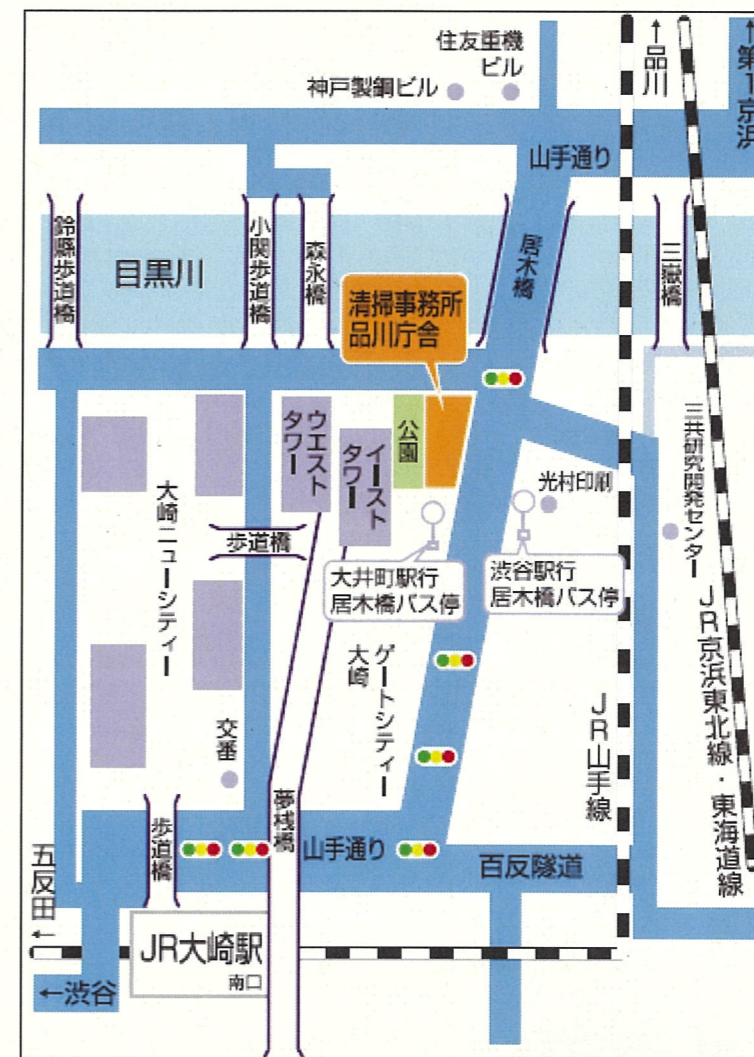 住友重機
ビル
神戸製鋼ビル
↑品川
↑第1京浜
山手通り
鈴縣歩道橋
目黒川
小関歩道橋
森永橋
居木橋
三嶽橋
清掃事務所
品川庁舎
ウエスト
タワー
イースト
タワー
公園
光村印刷
三共研究開発センター
大崎ニューシティー
歩道橋
大井町駅行
居木橋バス停
渋谷駅行
居木橋バス停
ゲートシティー
大崎
JR山手線
JR京浜東北線・東海道線
交番
歩道橋
夢桟橋
山手通り
百反隧道
五反田
←
JR大崎駅
南口
←渋谷